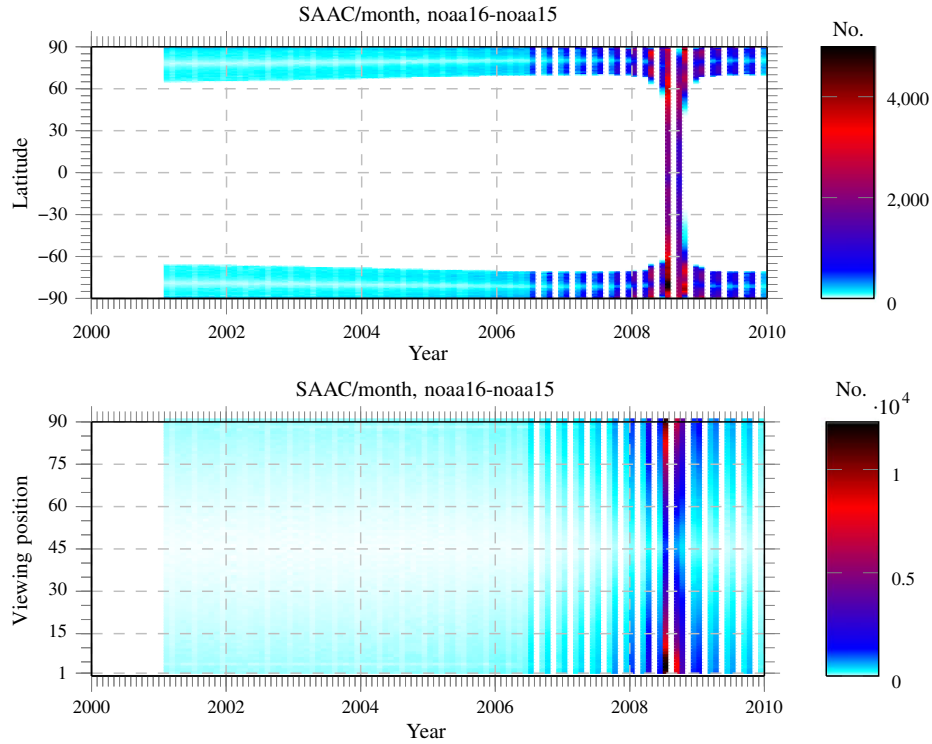 SAAC/month, noaa16-noaa15
No.
90
60
30
0
−30
−60
−90
Latitude
4,000
2,000
0
2000 2002 2004 2006 2008 2010
Year
SAAC/month, noaa16-noaa15
No.
·10⁴
90
75
60
45
30
15
1
Viewing position
1
0.5
0
2000 2002 2004 2006 2008 2010
Year